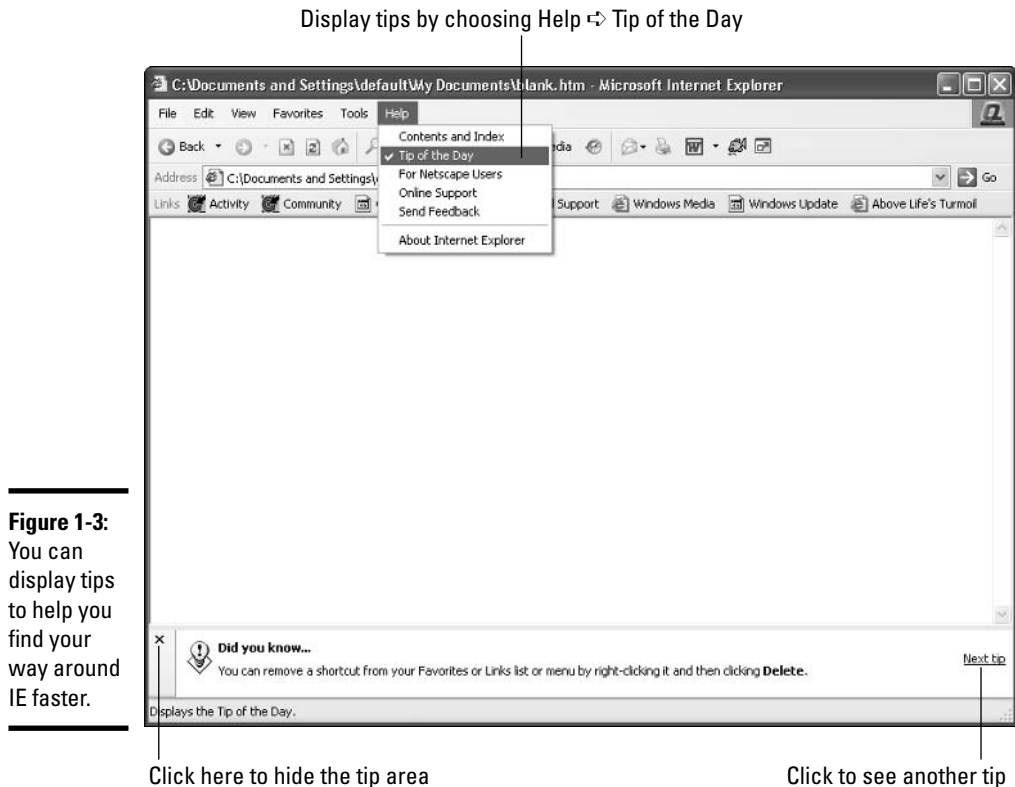 Display tips by choosing Help ➪ Tip of the Day
C:\Documents and Settings\default\My Documents\blank.htm - Microsoft Internet Explorer
File Edit View Favorites Tools Help
Back
Contents and Index
Tip of the Day
For Netscape Users
Online Support
Send Feedback
About Internet Explorer
Address C:\Documents and Settings\ Go
Links Activity Community Support Windows Media Windows Update Above Life's Turmoil
Figure 1-3:
You can
display tips
to help you
find your
way around
IE faster.
Did you know...
You can remove a shortcut from your Favorites or Links list or menu by right-clicking it and then clicking Delete.
Next tip
Displays the Tip of the Day.
Click here to hide the tip area
Click to see another tip